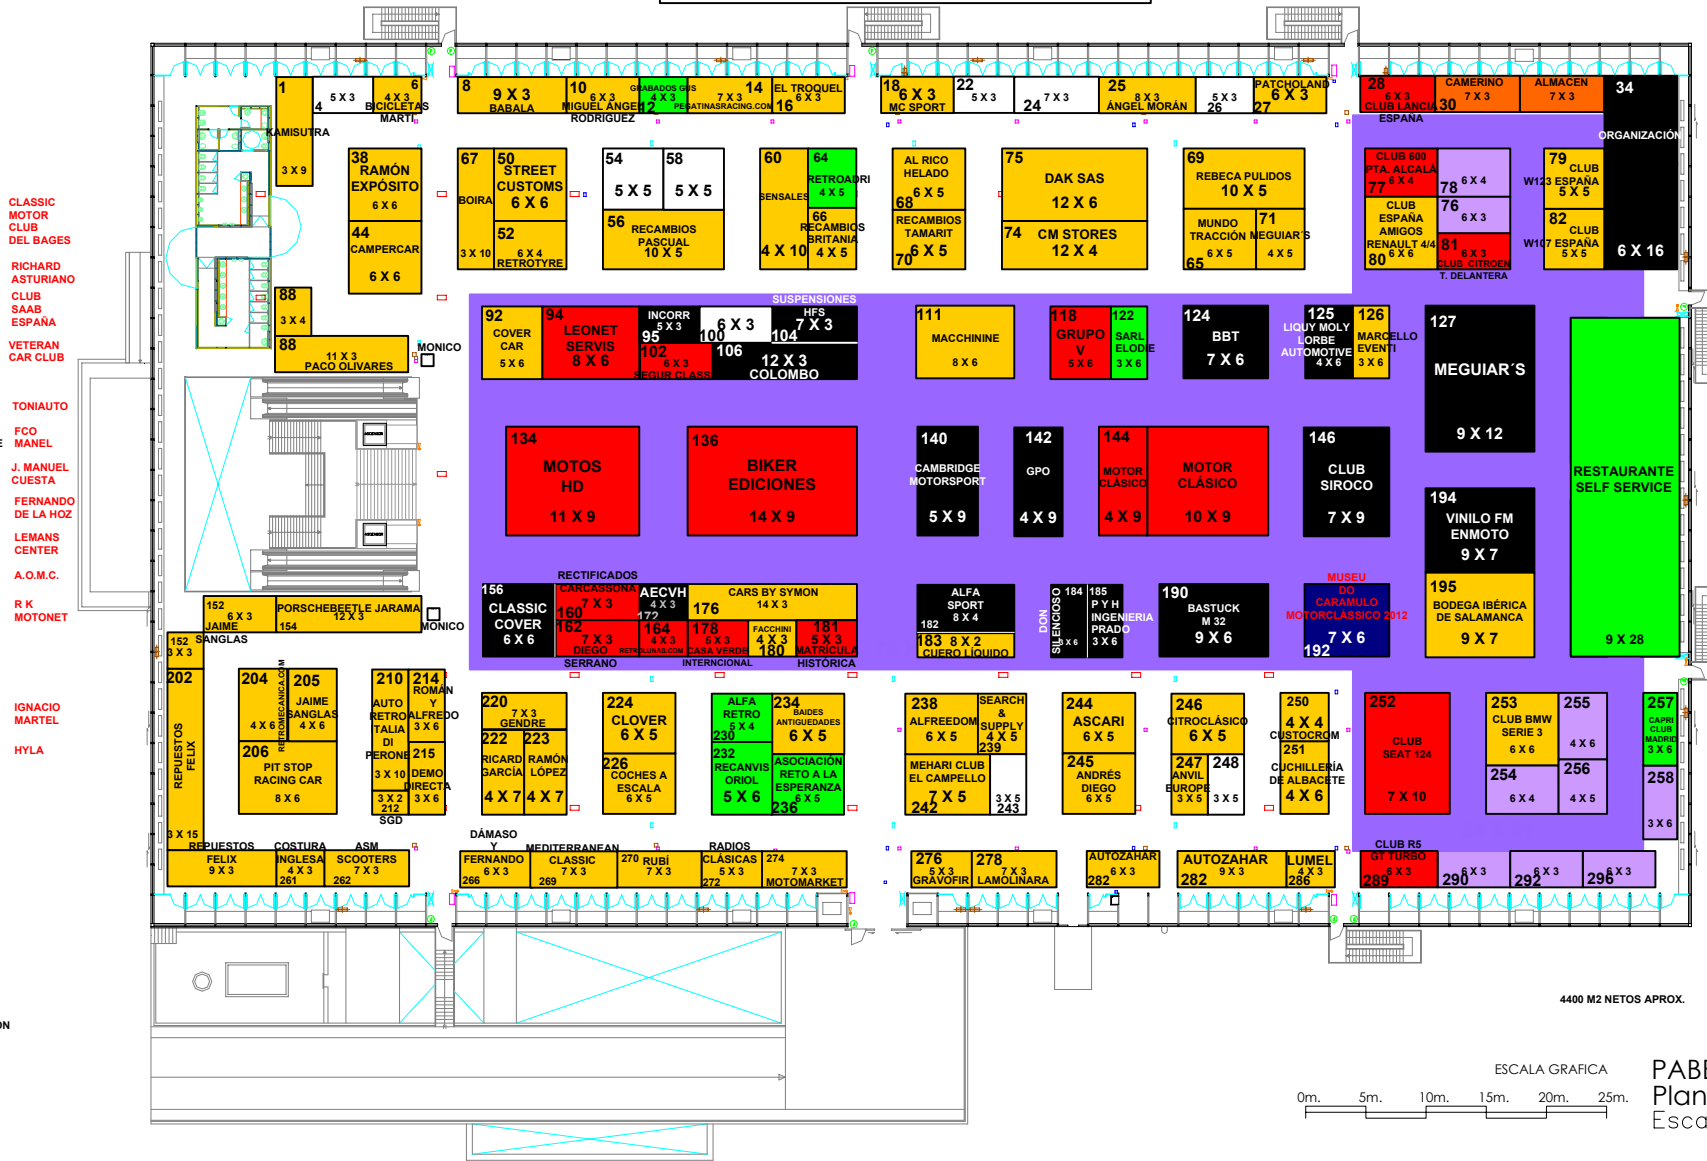 CLASSIC
MOTOR
CLUB
DEL BAGES
RICHARD
ASTURIANO
CLUB
SAAB
ESPAÑA
VETERAN
CAR CLUB
TONIAUTO
FCO
MANEL
J. MANUEL
CUESTA
FERNANDO
DE LA HOZ
LEMANS
CENTER
A.O.M.C.
R K
MOTONET
IGNACIO
MARTEL
HYLA
1
KAMISUTRA
3 X 9
4
5 X 3
6
4 X 3
BICICLETAS
MARTÍ
8
9 X 3
BABALA
10
6 X 3
MIGUEL ÁNGEL
RODRIGUEZ
GRABADOS GUS
4 X 3
12
14
7 X 3
PEGATINASRACING.COM
EL TROQUEL
6 X 3
16
18
6 X 3
MC SPORT
22
5 X 3
7 X 3
24
25
8 X 3
ÁNGEL MORÁN
5 X 3
26
PATCHOLAND
6 X 3
27
28
6 X 3
CLUB LANCIA
ESPAÑA
CAMERINO
7 X 3
30
ALMACEN
7 X 3
34
ORGANIZACIÓN
6 X 16
38
RAMÓN
EXPÓSITO
6 X 6
44
CAMPERCAR
6 X 6
67
BOIRA
3 X 10
50
STREET
CUSTOMS
6 X 6
52
6 X 4
RETROTYRE
54
5 X 5
58
5 X 5
56
RECAMBIOS
PASCUAL
10 X 5
60
SENSALES
4 X 10
64
RETROADRI
4 X 5
66
RECAMBIOS
BRITANIA
4 X 5
AL RICO
HELADO
6 X 5
68
RECAMBIOS
TAMARIT
6 X 5
70
75
DAK SAS
12 X 6
74
CM STORES
12 X 4
69
REBECA PULIDOS
10 X 5
MUNDO
TRACCIÓN
6 X 5
65
71
MEGUIAR´S
4 X 5
CLUB 600
PTA. ALCALÁ
77
6 X 4
78
6 X 4
76
6 X 3
CLUB
ESPAÑA
AMIGOS
RENAULT 4/4
80
6 X 6
81
6 X 3
CLUB CITROEN
T. DELANTERA
79
CLUB
W123 ESPAÑA
5 X 5
82
CLUB
W107 ESPAÑA
5 X 5
88
3 X 4
88
11 X 3
PACO OLIVARES
MONICO
92
COVER
CAR
5 X 6
94
LEONET
SERVIS
8 X 6
INCORR
5 X 3
95
6 X 3
100
SUSPENSIONES
HFS
7 X 3
104
102
6 X 3
SEGUR CLASS
106
12 X 3
COLOMBO
111
MACCHININE
8 X 6
118
GRUPO
V
5 X 6
122
SARL
ELODIE
3 X 6
124
BBT
7 X 6
125
LIQUY MOLY
LORBE
AUTOMOTIVE
4 X 6
126
MARCELLO
EVENTI
3 X 6
127
MEGUIAR´S
9 X 12
RESTAURANTE
SELF SERVICE
9 X 28
134
MOTOS
HD
11 X 9
136
BIKER
EDICIONES
14 X 9
140
CAMBRIDGE
MOTORSPORT
5 X 9
142
GPO
4 X 9
144
MOTOR
CLÁSICO
4 X 9
MOTOR
CLÁSICO
10 X 9
146
CLUB
SIROCO
7 X 9
194
VINILO FM
ENMOTO
9 X 7
195
BODEGA IBÉRICA
DE SALAMANCA
9 X 7
152
6 X 3
JAIME
SANGLAS
PORSCHEBEETLE JARAMA
12 X 3
154
MONICO
152
3 X 3
156
CLASSIC
COVER
6 X 6
RECTIFICADOS
CARCASSONA
7 X 3
160
AECVH
4 X 3
172
CARS BY SYMON
14 X 3
176
162
7 X 3
DIEGO
SERRANO
164
4 X 3
RETROLUNAS.COM
178
5 X 3
CASA VERDE
INTERNCIONAL
FACCHINI
4 X 3
180
181
5 X 3
MATRÍCULA
HISTÓRICA
ALFA
SPORT
8 X 4
182
183 8 X 2
CUERO LÍQUIDO
DON
SILENCIOSO
184
3 X 6
185
P Y H
INGENIERIA
PRADO
3 X 6
190
BASTUCK
M 32
9 X 6
MUSEU
DO
CARAMULO
MOTORCLÁSSICO 2012
7 X 6
192
202
REPUESTOS
FELIX
3 X 15
204
4 X 6
RETROMECANICA.COM
205
JAIME
SANGLAS
4 X 6
206
PIT STOP
RACING CAR
8 X 6
210
AUTO
RETRO
ITALIA
DI
PERONE
3 X 10
3 X 2
212
SGD
214
ROMÁN
Y
ALFREDO
3 X 6
215
DEMO
DIRECTA
3 X 6
220
7 X 3
GENDRE
222
RICARD
GARCÍA
4 X 7
223
RAMÓN
LÓPEZ
4 X 7
224
CLOVER
6 X 5
226
COCHES A
ESCALA
6 X 5
ALFA
RETRO
5 X 4
230
232
RECANVIS
ORIOL
5 X 6
234
BAIDES
ANTIGUEDADES
6 X 5
ASOCIACIÓN
RETO A LA
ESPERANZA
6 X 5
236
238
ALFREEDOM
6 X 5
SEARCH
&
SUPPLY
4 X 5
239
MEHARI CLUB
EL CAMPELLO
7 X 5
242
3 X 5
243
244
ASCARI
6 X 5
245
ANDRÉS
DIEGO
6 X 5
246
CITROCLÁSICO
6 X 5
247
ANVIL
EUROPE
3 X 5
248
3 X 5
250
4 X 4
CUSTOCROM
251
CUCHILLERÍA
DE ALBACETE
4 X 6
252
CLUB
SEAT 124
7 X 10
253
CLUB BMW
SERIE 3
6 X 6
254
6 X 4
255
4 X 6
256
4 X 5
257
CAPRI
CLUB
MADRID
3 X 6
258
3 X 6
REPUESTOS
FELIX
9 X 3
COSTURA
INGLESA
4 X 3
261
ASM
SCOOTERS
7 X 3
262
DÁMASO
Y
FERNANDO
6 X 3
266
MEDITERRANEAN
CLASSIC
7 X 3
269
270
RUBÍ
7 X 3
RADIOS
CLÁSICAS
5 X 3
272
274
7 X 3
MOTOMARKET
276
5 X 3
GRAVOFIR
278
7 X 3
LAMOLINARA
AUTOZAHAR
6 X 3
282
AUTOZAHAR
9 X 3
282
LUMEL
4 X 3
286
CLUB R5
GT TURBO
6 X 3
289
6 X 3
290
6 X 3
292
6 X 3
296
4400 M2 NETOS APROX.
ESCALA GRAFICA
0m. 5m. 10m. 15m. 20m. 25m.
PABE
Plan
Esca